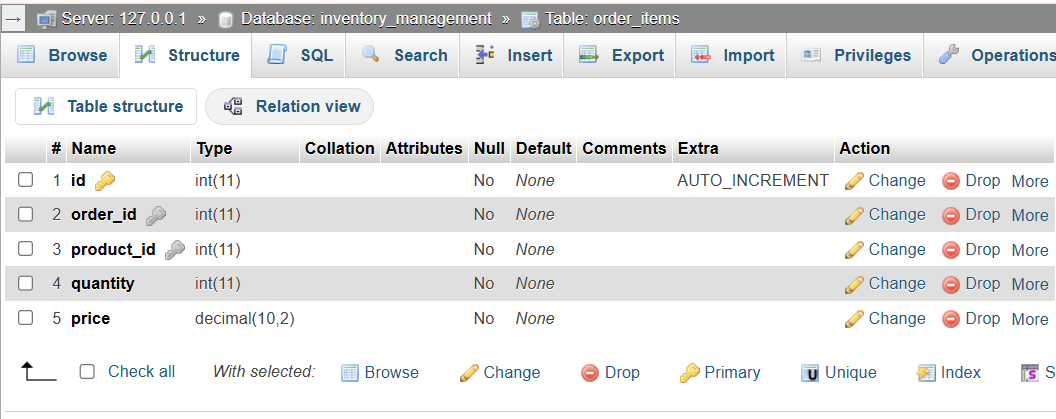 Server: 127.0.0.1 » Database: inventory_management » Table: order_items
Browse Structure SQL Search Insert Export Import Privileges Operations
Table structure Relation view
# Name Type Collation Attributes Null Default Comments Extra Action
1 id int(11) No None AUTO_INCREMENT Change Drop More
2 order_id int(11) No None Change Drop More
3 product_id int(11) No None Change Drop More
4 quantity int(11) No None Change Drop More
5 price decimal(10,2) No None Change Drop More
Check all With selected: Browse Change Drop Primary Unique Index S